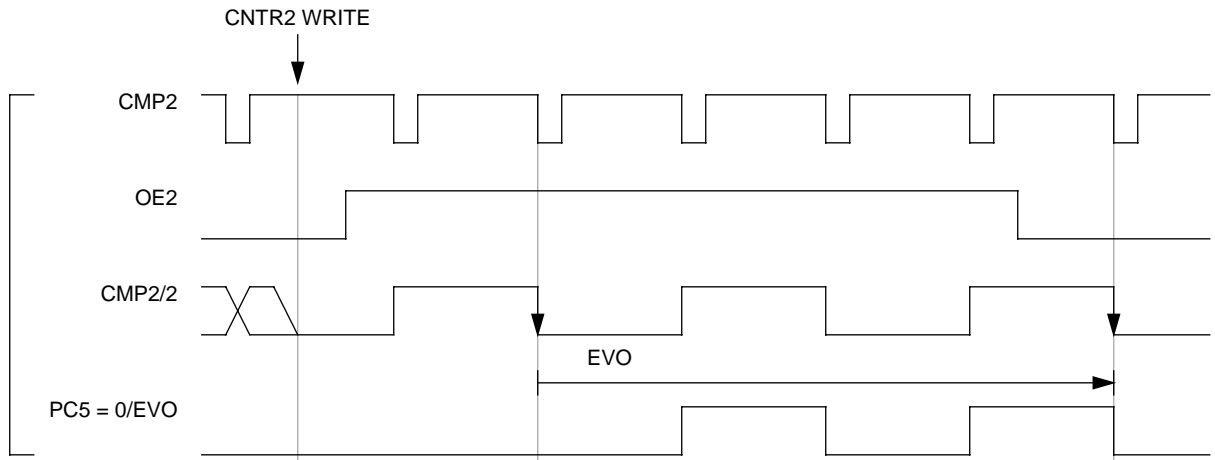 CNTR2 WRITE
CMP2
OE2
CMP2/2
EVO
PC5 = 0/EVO